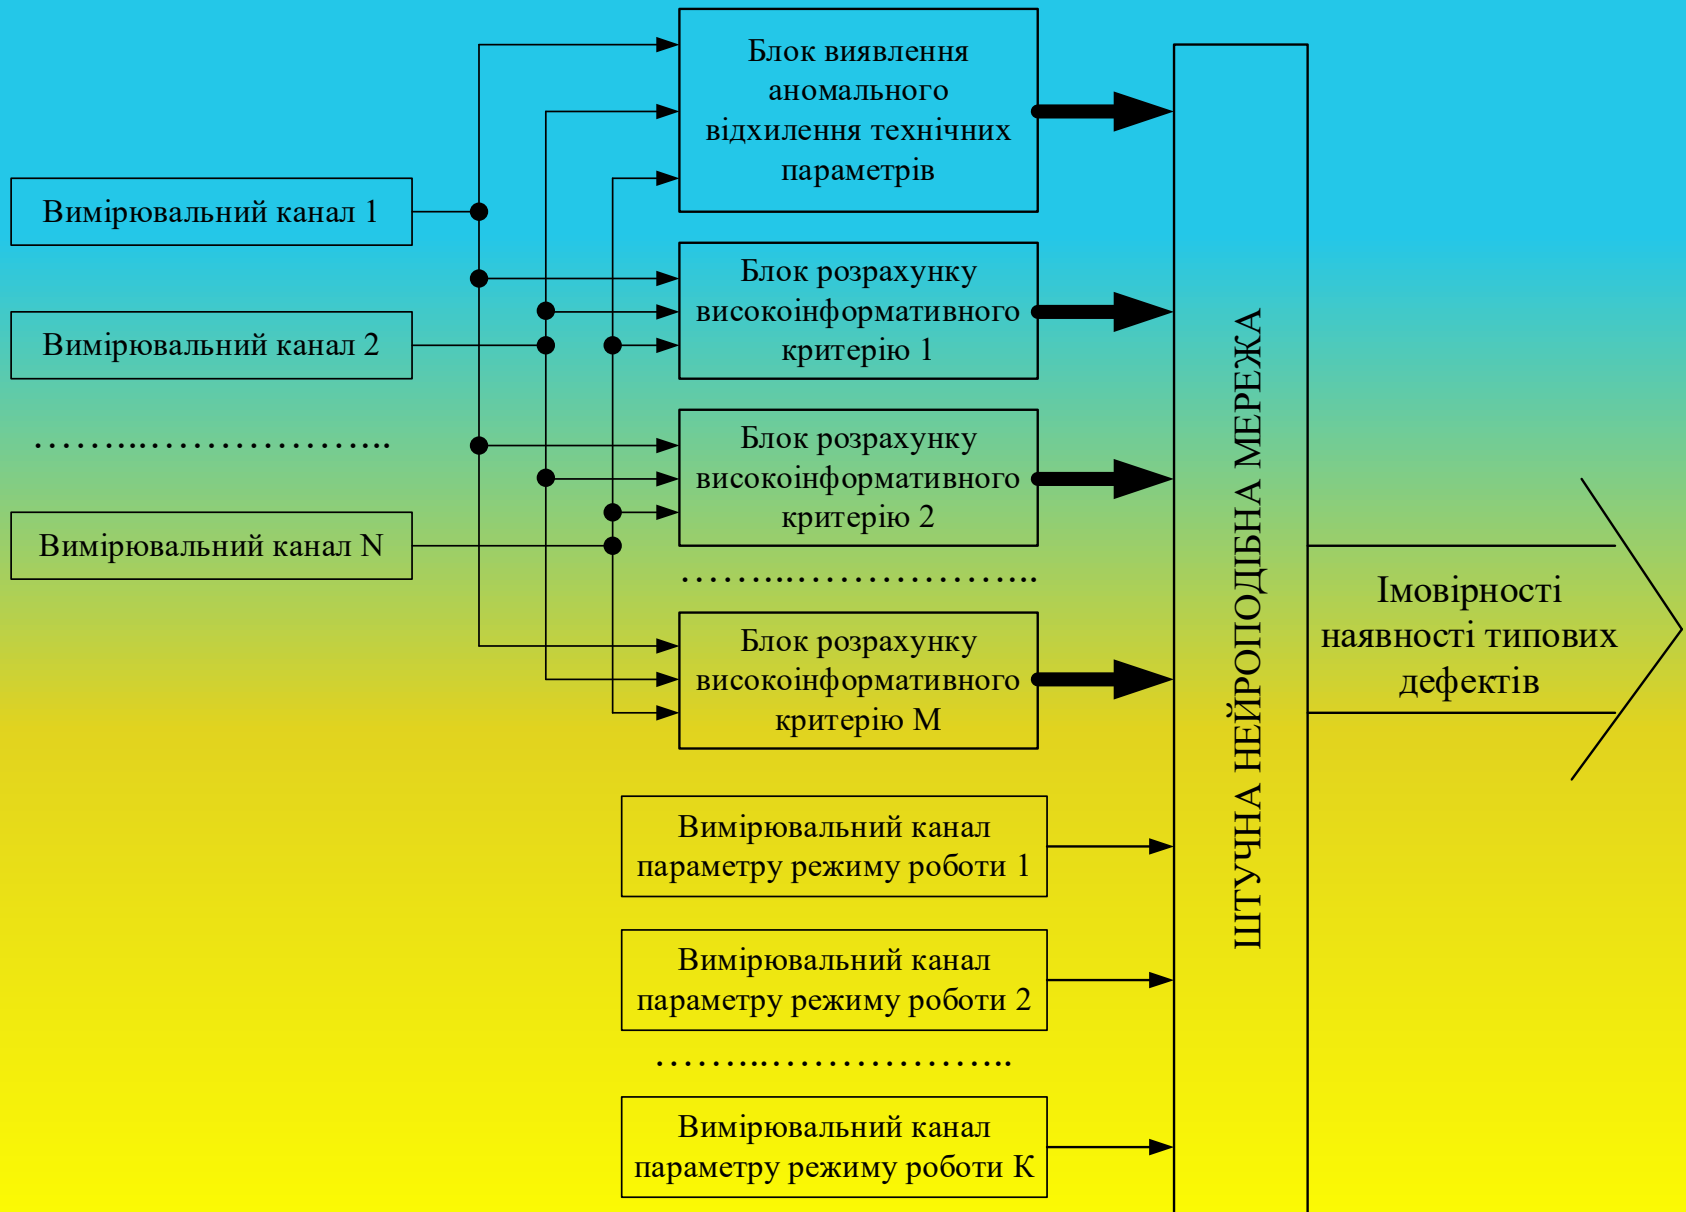 Вимірювальний канал 1
Вимірювальний канал 2
……...………………..
Вимірювальний канал N
Блок виявлення
аномального
відхилення технічних
параметрів
Блок розрахунку
високоінформативного
критерію 1
Блок розрахунку
високоінформативного
критерію 2
……...………………..
Блок розрахунку
високоінформативного
критерію M
Вимірювальний канал
параметру режиму роботи 1
Вимірювальний канал
параметру режиму роботи 2
……...………………..
Вимірювальний канал
параметру режиму роботи К
ШТУЧНА НЕЙРОПОДІБНА МЕРЕЖА
Імовірності
наявності типових
дефектів